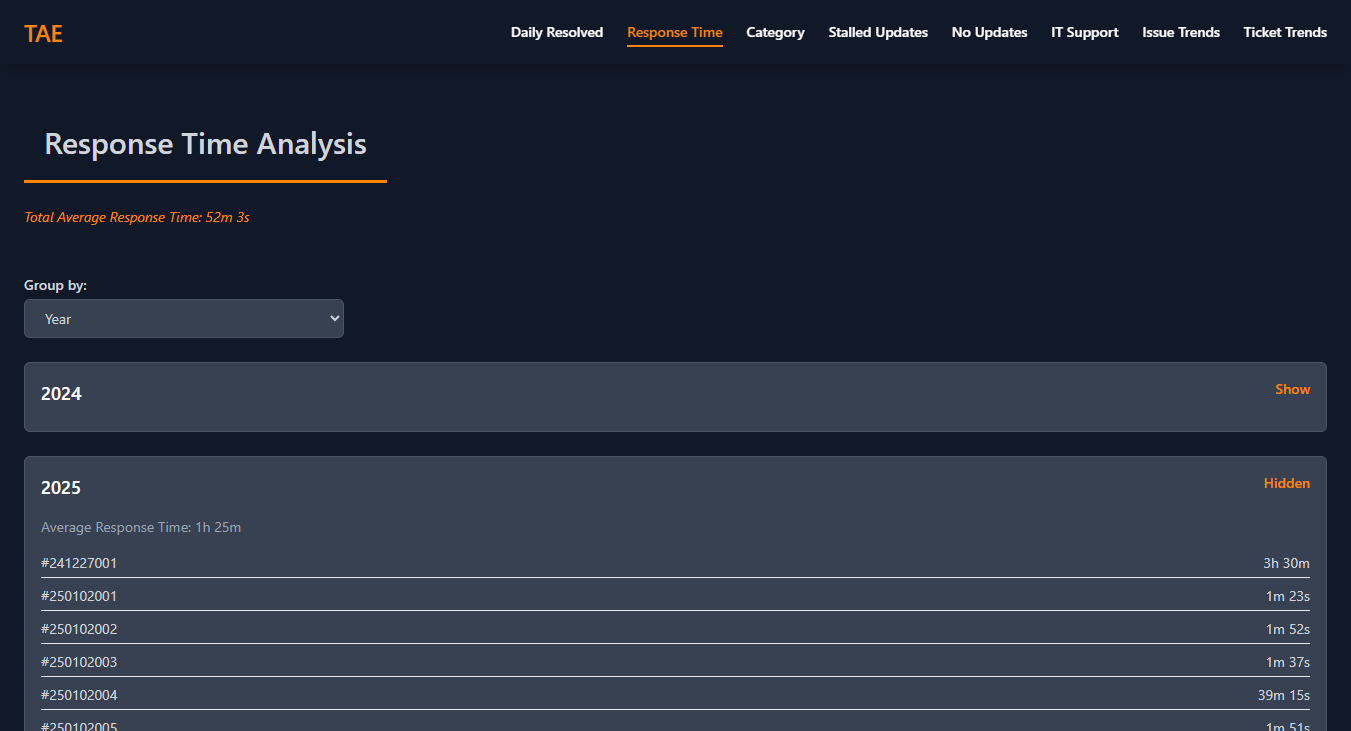 TAE
Daily Resolved Response Time Category Stalled Updates No Updates IT Support Issue Trends Ticket Trends
Response Time Analysis
Total Average Response Time: 52m 3s
Group by:
Year
2024 Show
2025 Hidden
Average Response Time: 1h 25m
#241227001 3h 30m
#250102001 1m 23s
#250102002 1m 52s
#250102003 1m 37s
#250102004 39m 15s
#250102005 1m 51s